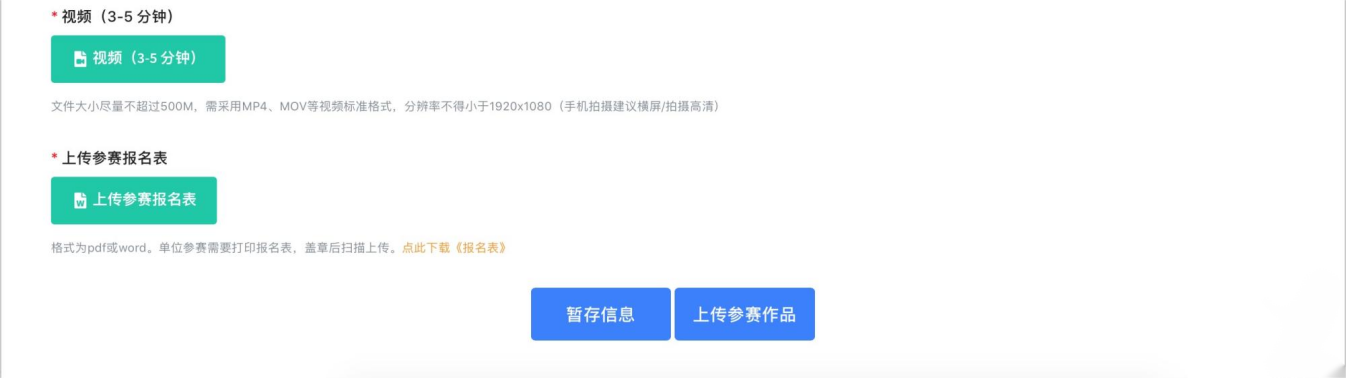 *视频（3-5 分钟）
视频（3-5 分钟）
文件大小尽量不超过500M，需采用MP4、MOV等视频标准格式，分辨率不得小于1920x1080（手机拍摄建议横屏/拍摄高清）
*上传参赛报名表
上传参赛报名表
格式为pdf或word。单位参赛需要打印报名表，盖章后扫描上传。点此下载《报名表》
暂存信息 上传参赛作品